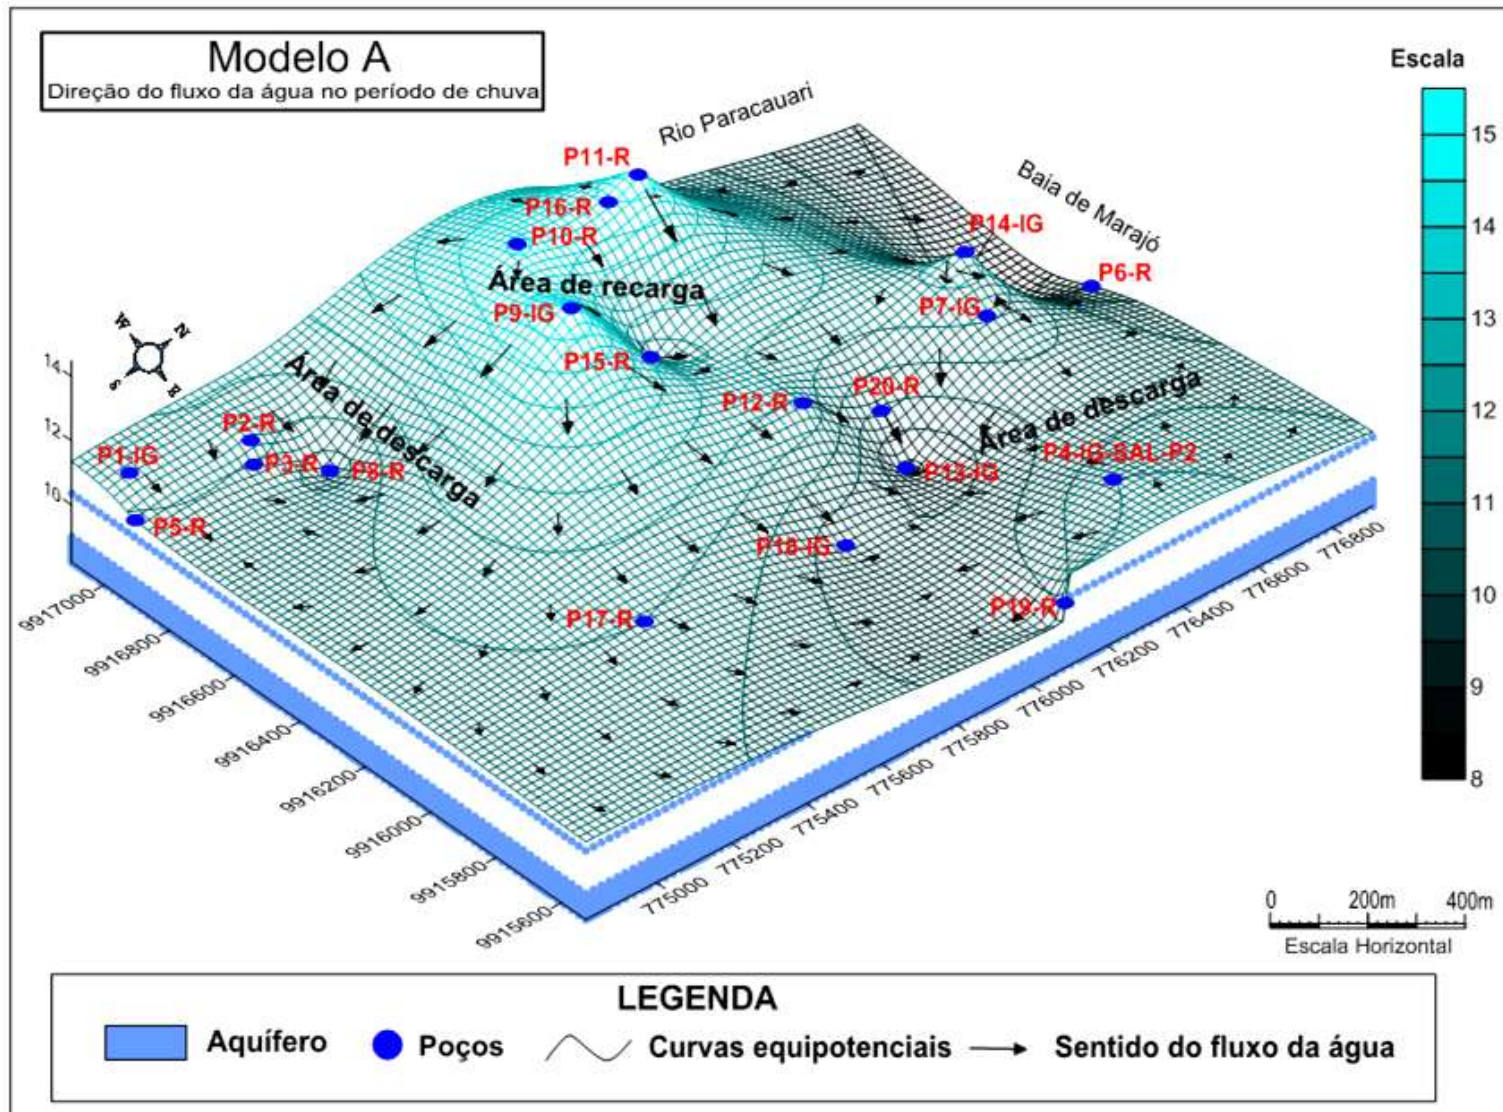 Modelo A
Direção do fluxo da água no período de chuva
Escala
Rio Paracauari
Baia de Marajó
P11-R
P16-R
P10-R
P14-IG
P6-R
Área de recarga
P9-IG
P7-IG
P15-R
W
N
S
E
Área de descarga
P12-R
P20-R
Área de descarga
P2-R
P1-IG
P3-R
P8-R
P13-IG
P4-IG-SAL-P2
P5-R
P18-IG
P17-R
P19-R
14
12
10
15
14
13
12
11
10
9
8
9917000
9916800
9916600
9916400
9916200
9916000
9915800
9915600
775000
775200
775400
775600
775800
776000
776200
776400
776600
776800
0 200m 400m
Escala Horizontal
LEGENDA
Aquífero
Poços
Curvas equipotenciais
Sentido do fluxo da água